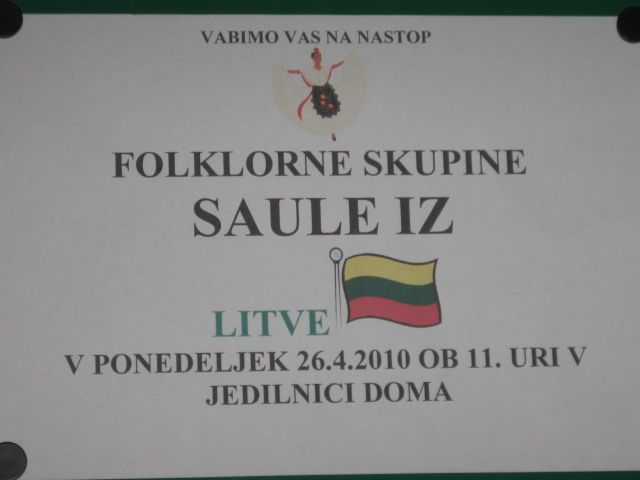 VABIMO VAS NA NASTOP
FOLKLORNE SKUPINE
SAULE IZ
LITVE
V PONEDELJEK 26.4.2010 OB 11. URI V
JEDILNICI DOMA